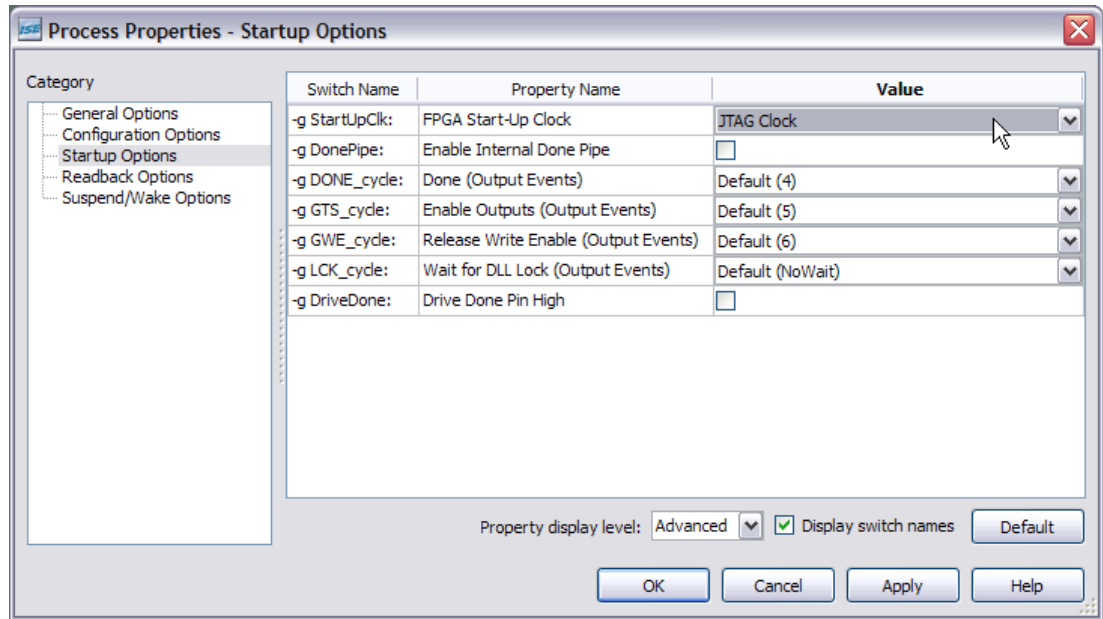 ISE Process Properties - Startup Options
Category
General Options
Configuration Options
Startup Options
Readback Options
Suspend/Wake Options
Switch Name Property Name Value
-g StartUpClk: FPGA Start-Up Clock JTAG Clock
-g DonePipe: Enable Internal Done Pipe
-g DONE_cycle: Done (Output Events) Default (4)
-g GTS_cycle: Enable Outputs (Output Events) Default (5)
-g GWE_cycle: Release Write Enable (Output Events) Default (6)
-g LCK_cycle: Wait for DLL Lock (Output Events) Default (NoWait)
-g DriveDone: Drive Done Pin High
Property display level: Advanced Display switch names Default
OK Cancel Apply Help